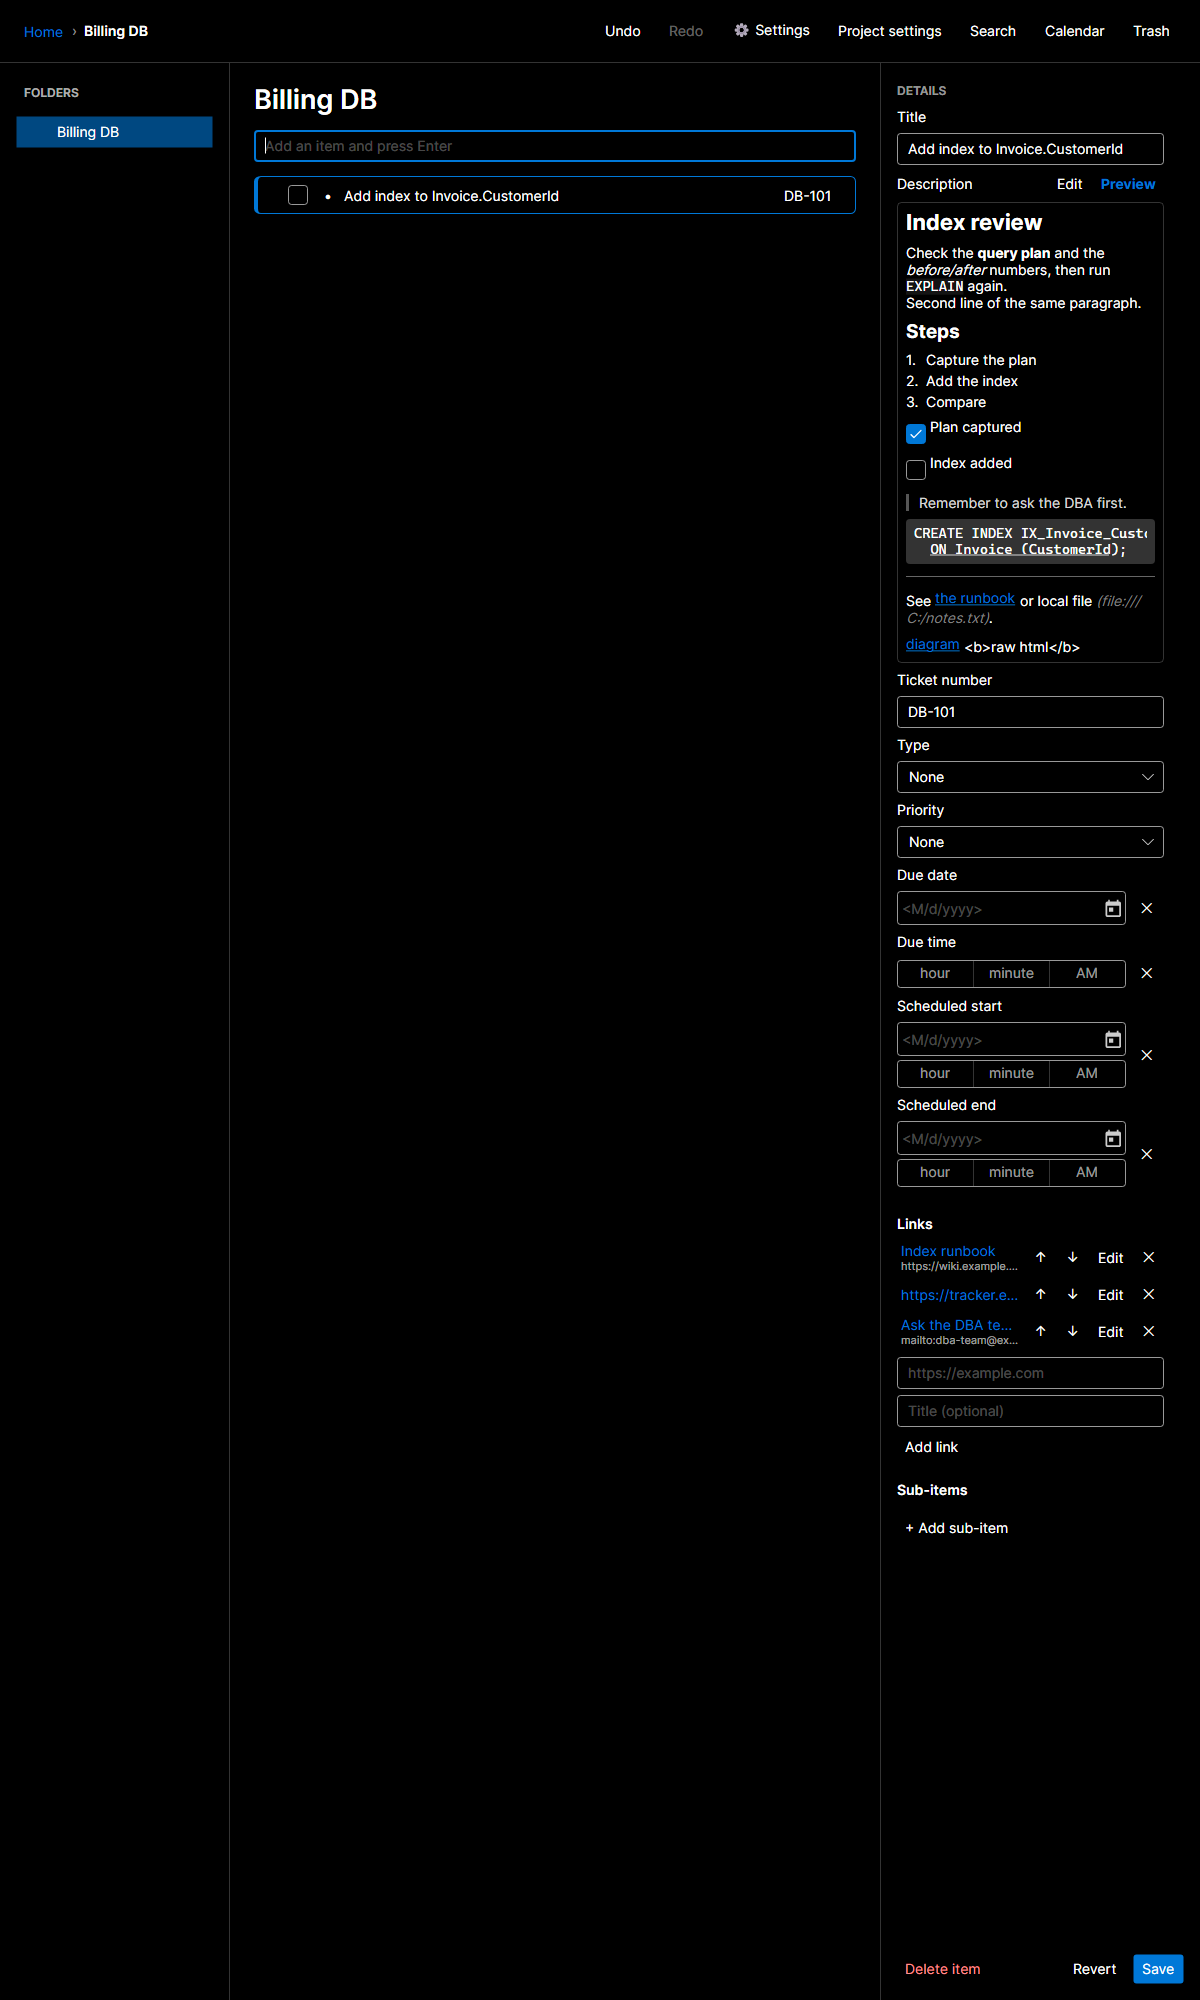 Home › Billing DB
Undo Redo Settings Project settings Search Calendar Trash
FOLDERS
Billing DB
Billing DB
Add an item and press Enter
• Add index to Invoice.CustomerId DB-101
DETAILS
Title
Add index to Invoice.CustomerId
Description Edit Preview
Index review
Check the query plan and the
before/after numbers, then run
EXPLAIN again.
Second line of the same paragraph.
Steps
1. Capture the plan
2. Add the index
3. Compare
Plan captured
Index added
Remember to ask the DBA first.
CREATE INDEX IX_Invoice_Custo
ON Invoice (CustomerId);
See the runbook or local file (file:///
C:/notes.txt).
diagram <b>raw html</b>
Ticket number
DB-101
Type
None
Priority
None
Due date
<M/d/yyyy>
Due time
hour minute AM
Scheduled start
<M/d/yyyy>
hour minute AM
Scheduled end
<M/d/yyyy>
hour minute AM
Links
Index runbook
https://wiki.example....
↑ ↓ Edit ×
https://tracker.e... ↑ ↓ Edit ×
Ask the DBA te...
mailto:dba-team@ex...
↑ ↓ Edit ×
https://example.com
Title (optional)
Add link
Sub-items
+ Add sub-item
Delete item Revert Save